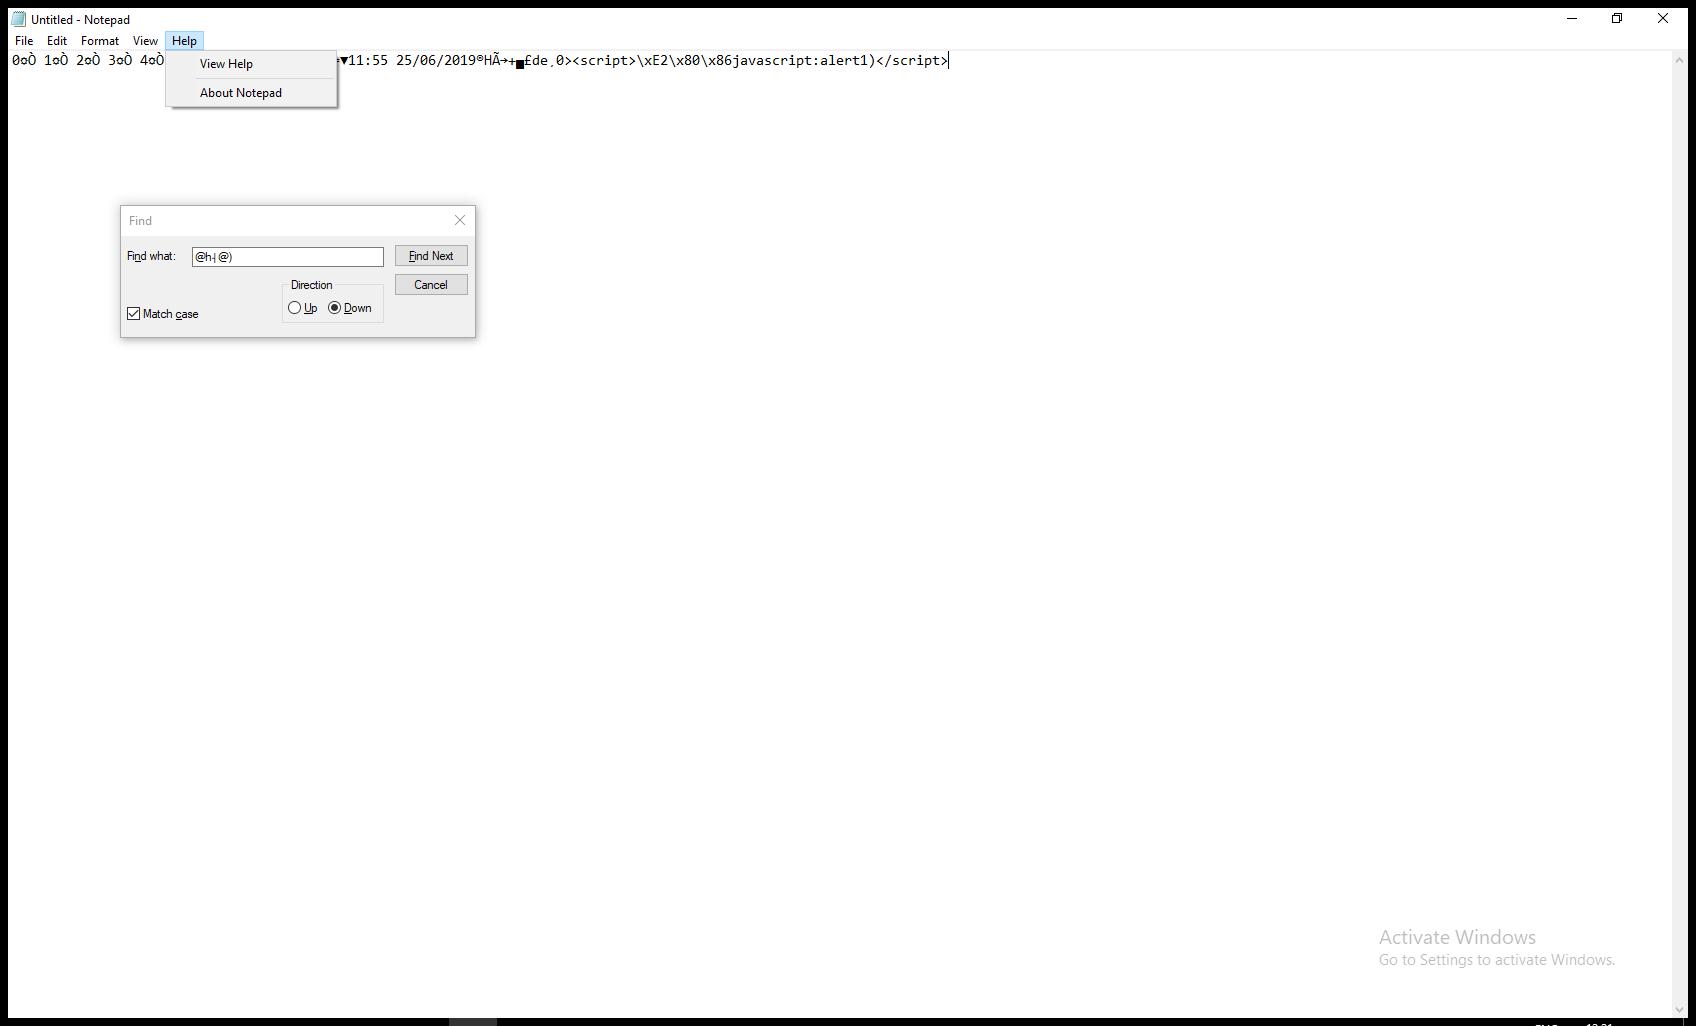 Untitled - Notepad
File Edit Format View Help
0¤Ò 1¤Ò 2¤Ò 3¤Ò 4¤Ò ▼11:55 25/06/2019®HÃ→+▄£de¸0><script>\xE2\x80\x86javascript:alert1)</script>
View Help
About Notepad
Find
Find what: @h┤@) Find Next
Direction Cancel
Up Down
Match case
Activate Windows
Go to Settings to activate Windows.